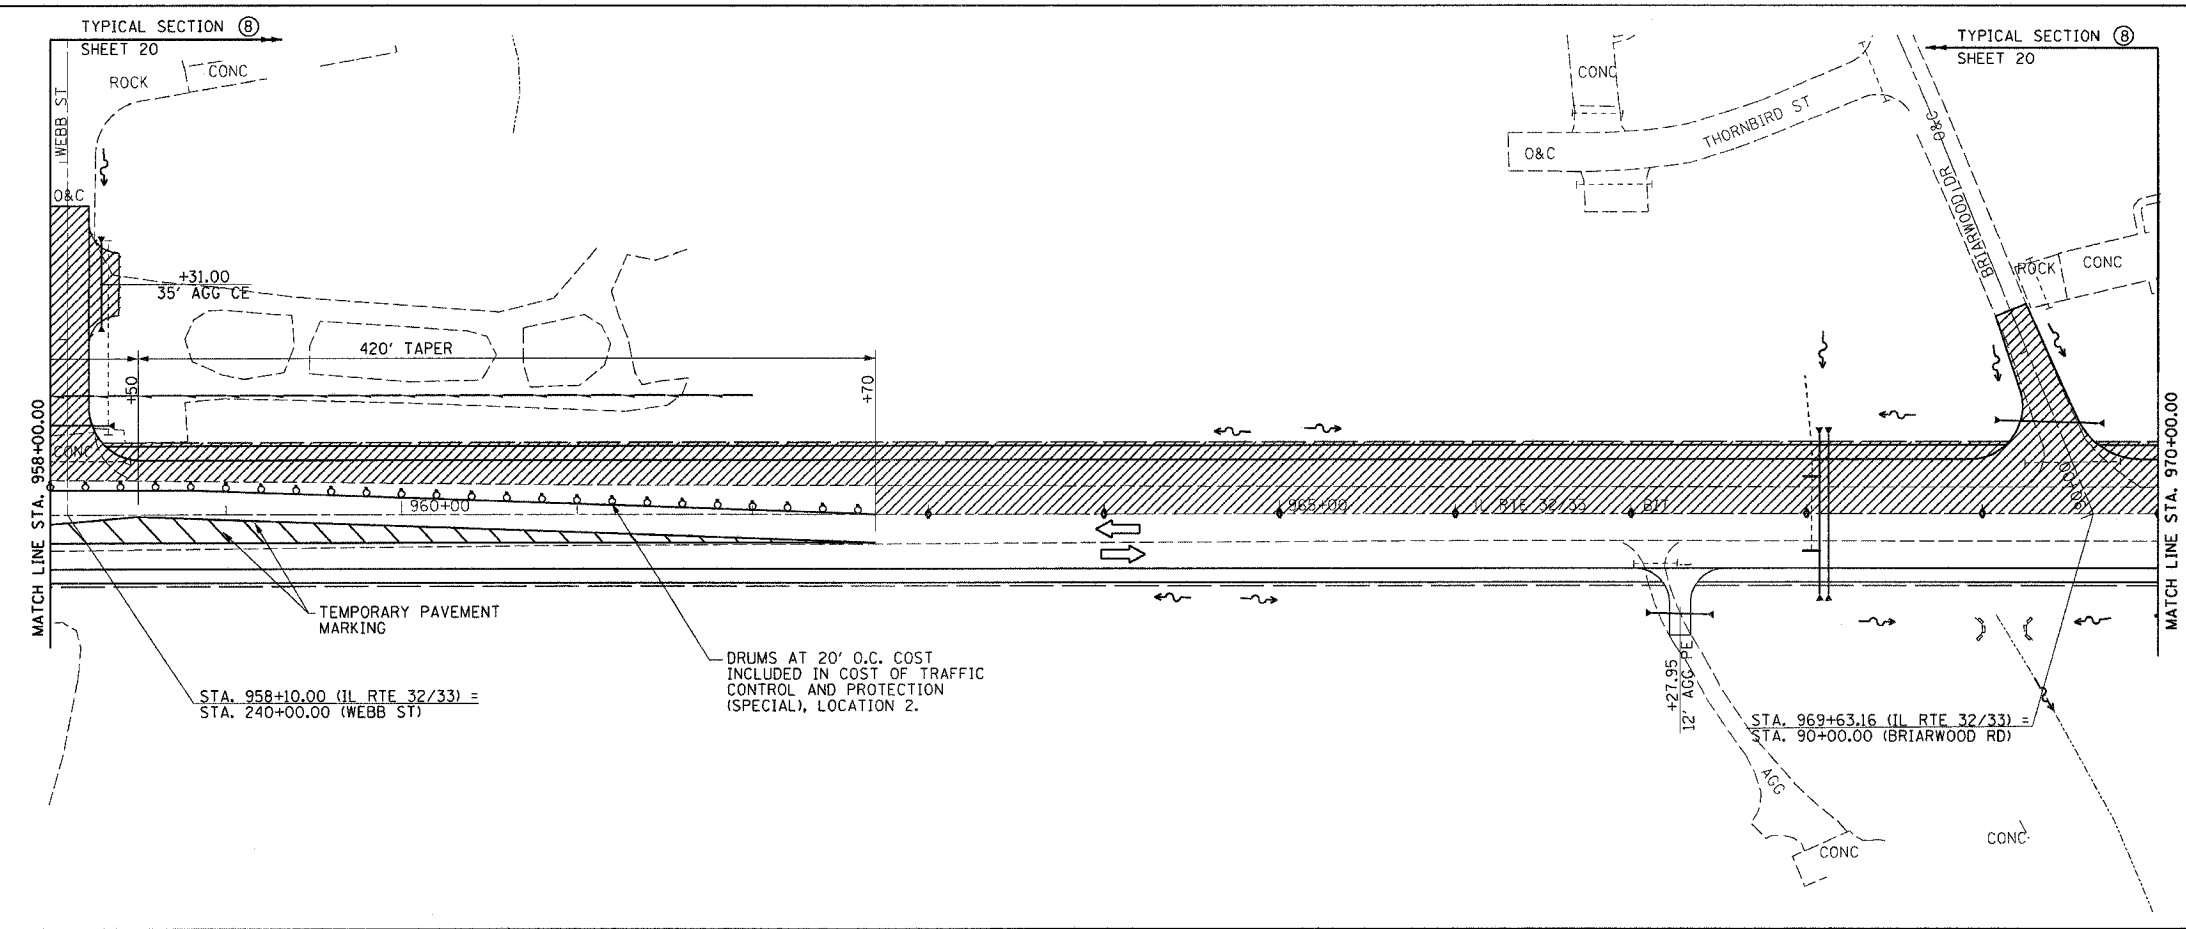 TYPICAL SECTION 8
SHEET 20
TYPICAL SECTION 8
SHEET 20
ROCK
CONC
WEBB ST
O&C
+31.00
35' AGG CE
420' TAPER
+50
+70
CONC
MATCH LINE STA. 958+00.00
960+00
965+00
IL RTE 32/33
BIT
TEMPORARY PAVEMENT
MARKING
STA. 958+10.00 (IL RTE 32/33) =
STA. 240+00.00 (WEBB ST)
DRUMS AT 20' O.C. COST
INCLUDED IN COST OF TRAFFIC
CONTROL AND PROTECTION
(SPECIAL), LOCATION 2.
CONC
O&C
THORNBIRD ST
O&C
BRIARWOOD DR
ROCK
CONC
MATCH LINE STA. 970+00.00
+27.95
12' AGG PE
STA. 969+63.16 (IL RTE 32/33) =
STA. 90+00.00 (BRIARWOOD RD)
AGG
CONC
CONC